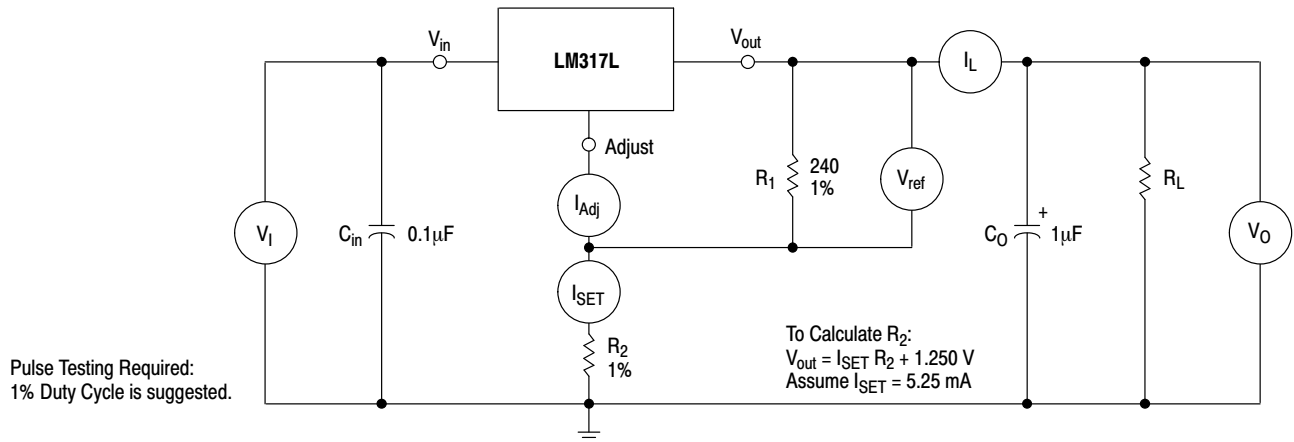 V_in
LM317L
V_out
I_L
Adjust
R_1
240
1%
V_ref
R_L
I_Adj
V_I
C_in
0.1μF
C_O
+
1μF
V_O
I_SET
R_2
1%
To Calculate R_2:
V_out = I_SET R_2 + 1.250 V
Assume I_SET = 5.25 mA
Pulse Testing Required:
1% Duty Cycle is suggested.